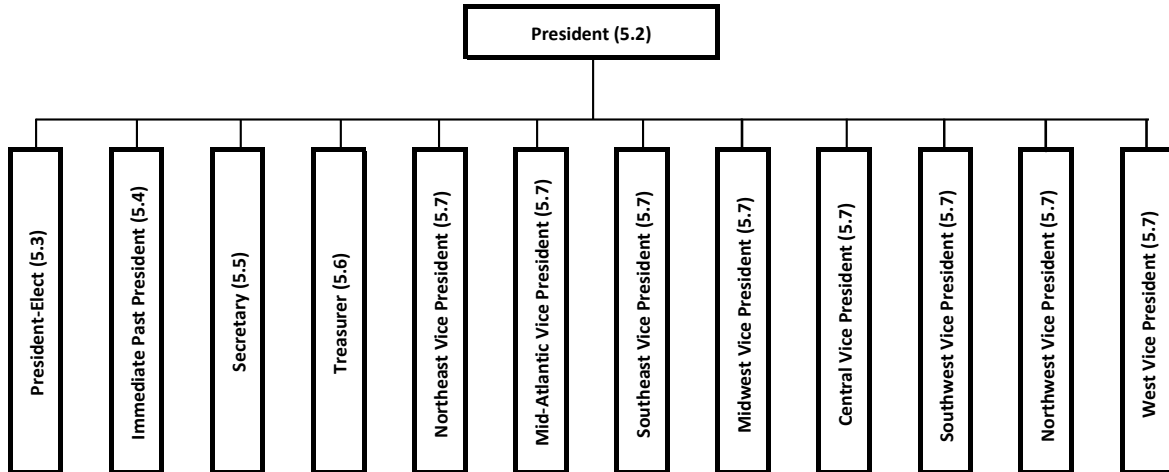 President (5.2)
President-Elect (5.3)
Immediate Past President (5.4)
Secretary (5.5)
Treasurer (5.6)
Northeast Vice President (5.7)
Mid-Atlantic Vice President (5.7)
Southeast Vice President (5.7)
Midwest Vice President (5.7)
Central Vice President (5.7)
Southwest Vice President (5.7)
Northwest Vice President (5.7)
West Vice President (5.7)